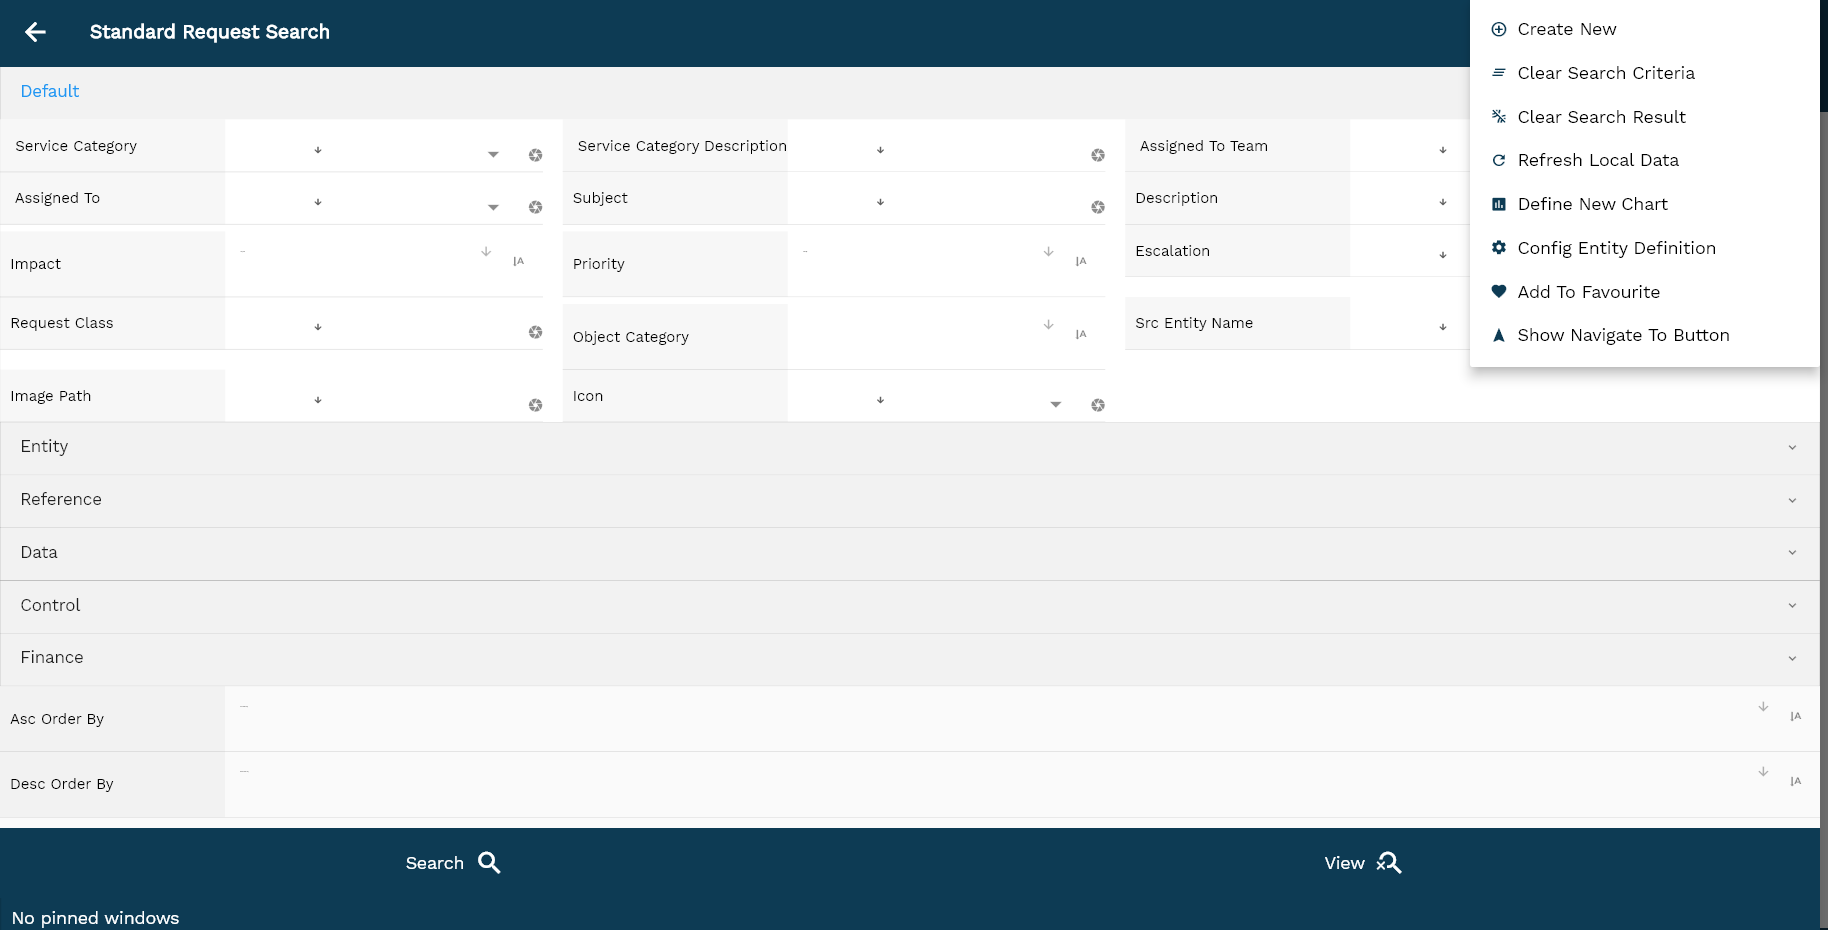 Standard Request Search
Create New
Clear Search Criteria
Clear Search Result
Refresh Local Data
Define New Chart
Config Entity Definition
Add To Favourite
Show Navigate To Button
Default
Service Category
Service Category Description
Assigned To Team
Assigned To
Subject
Description
Impact
Priority
Escalation
Request Class
Object Category
Src Entity Name
Image Path
Icon
Entity
Reference
Data
Control
Finance
Asc Order By
Desc Order By
Search
View
No pinned windows